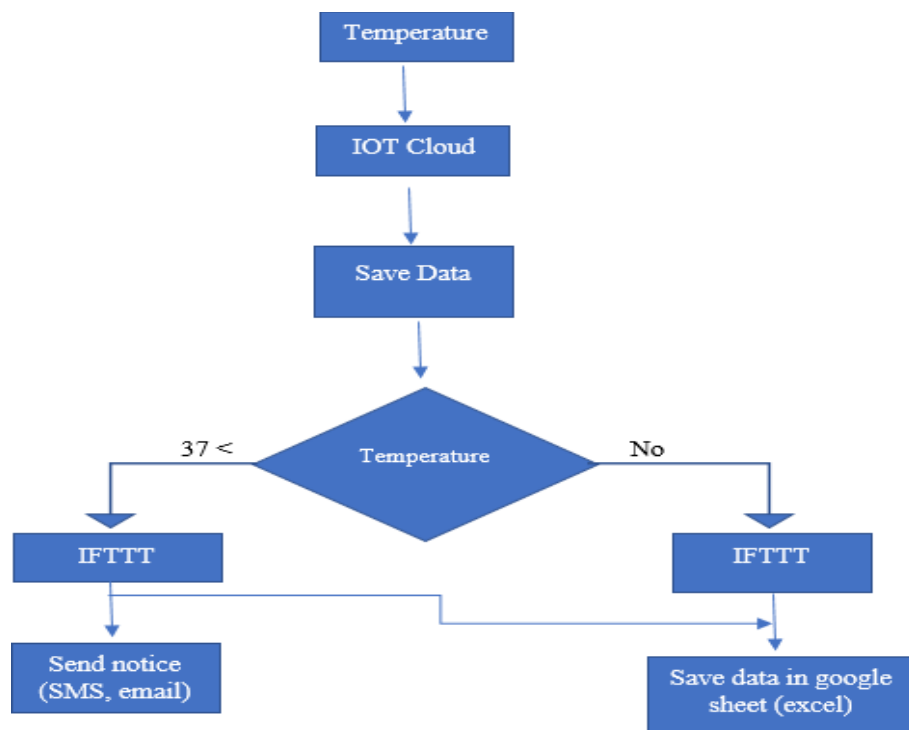 Temperature
IOT Cloud
Save Data
37 <
Temperature
No
IFTTT
IFTTT
Send notice
(SMS, email)
Save data in google
sheet (excel)